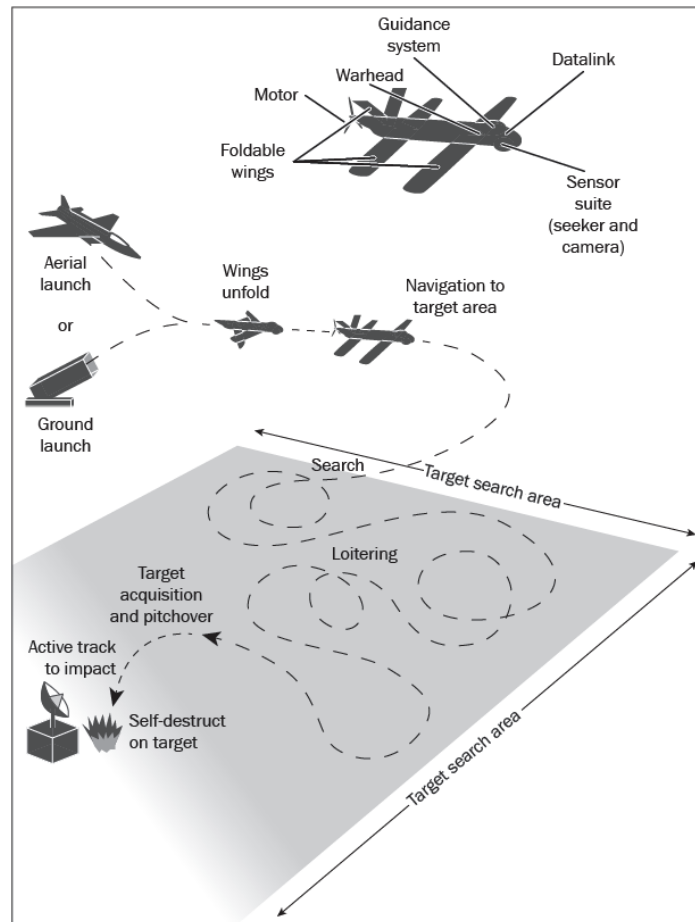 Guidance
system
Datalink
Warhead
Motor
Foldable
wings
Sensor
suite
(seeker and
camera)
Aerial
launch
or
Ground
launch
Wings
unfold
Navigation to
target area
Target search area
Search
Loitering
Target
acquisition
and pitchover
Active track
to impact
Self-destruct
on target
Target search area